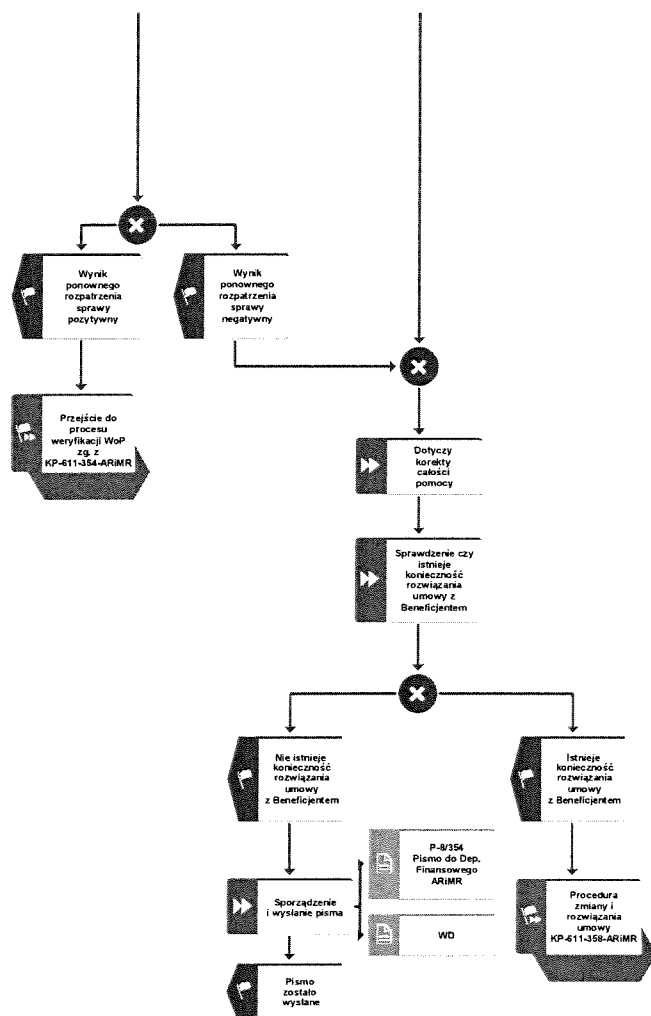 Wynik
ponownego
rozpatrzenia
sprawy
pozytywny
Wynik
ponownego
rozpatrzenia
sprawy
negatywny
Przejście do
procesu
weryfikacji WoP
zg. z
KP-611-354-ARiMR
Dotyczy
korekty
całości
pomocy
Sprawdzenie czy
istnieje
konieczność
rozwiązania
umowy z
Beneficjentem
Nie istnieje
konieczność
rozwiązania
umowy
z Beneficjentem
Istnieje
konieczność
rozwiązania
umowy
z Beneficjentem
P-8/354
Pismo do Dep.
Finansowego
ARiMR
Sporządzenie
i wysłanie pisma
WD
Procedura
zmiany i
rozwiązania
umowy
KP-611-358-ARiMR
Pismo
zostało
wysłane